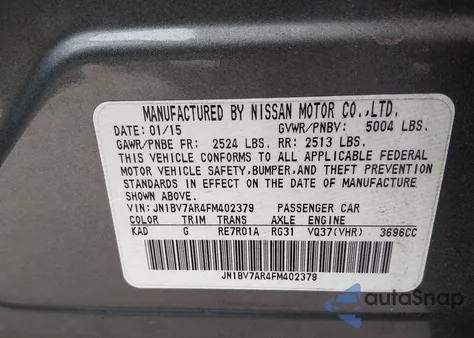 MANUFACTURED BY NISSAN MOTOR CO.,LTD.
DATE: 01/15 GVWR/PNBV: 5004 LBS.
GAWR/PNBE FR: 2524 LBS. RR: 2513 LBS.
THIS VEHICLE CONFORMS TO ALL APPLICABLE FEDERAL
MOTOR VEHICLE SAFETY,BUMPER,AND THEFT PREVENTION
STANDARDS IN EFFECT ON THE DATE OF MANUFACTURE
SHOWN ABOVE.
VIN: JN1BV7AR4FM402379 PASSENGER CAR
COLOR TRIM TRANS AXLE ENGINE
KAD G RE7R01A RG31 VQ37(VHR) 3696CC
JN1BV7AR4FM402379
autoSnap